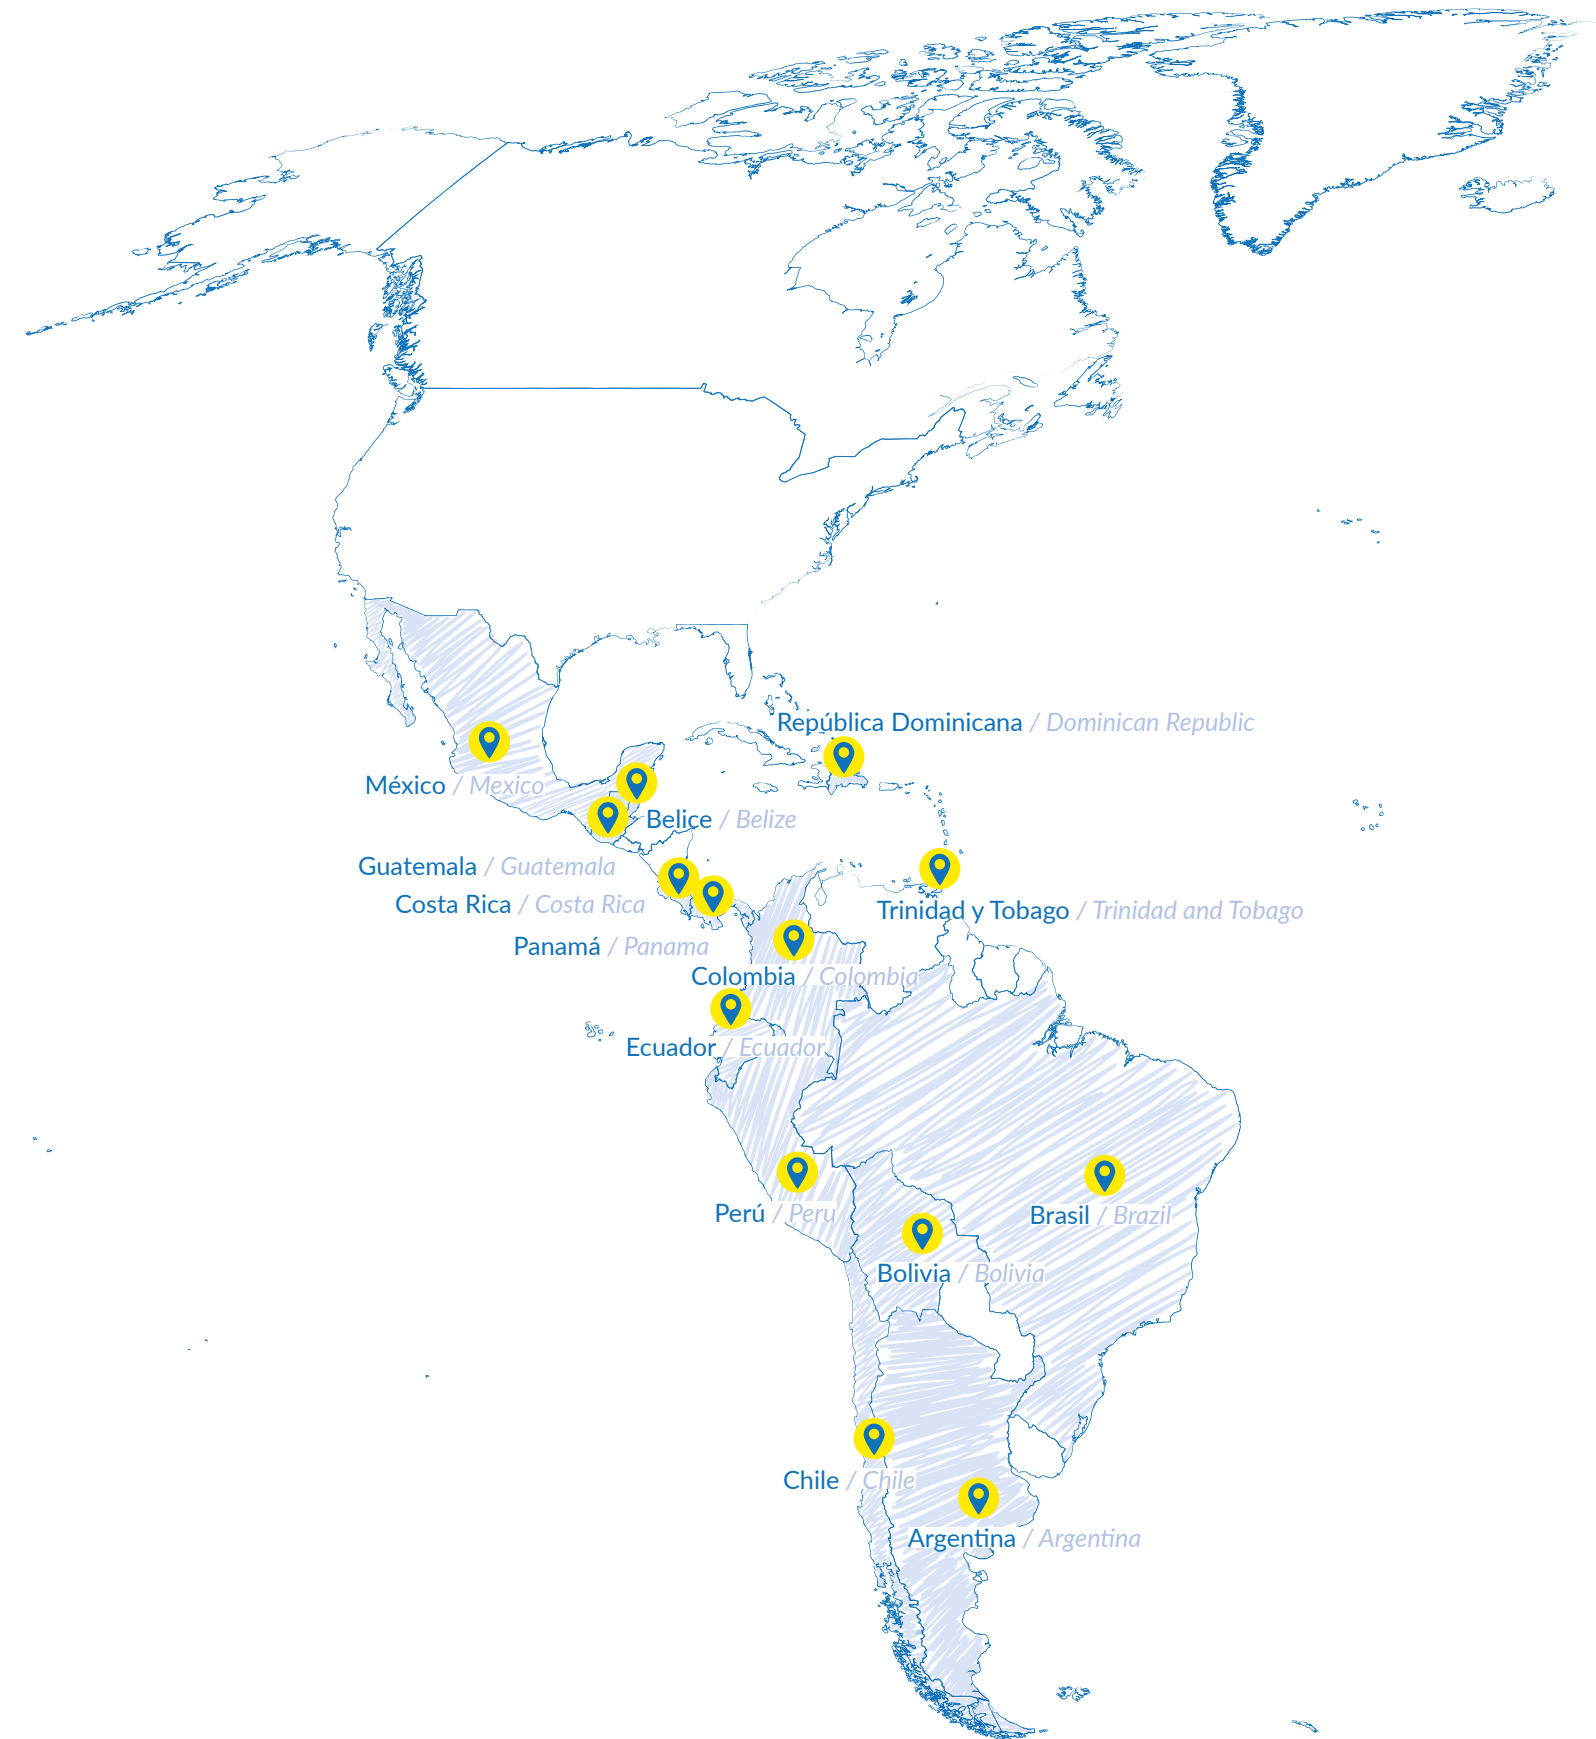 República Dominicana / Dominican Republic
México / Mexico
Belice / Belize
Guatemala / Guatemala
Costa Rica / Costa Rica
Trinidad y Tobago / Trinidad and Tobago
Panamá / Panama
Colombia / Colombia
Ecuador / Ecuador
Perú / Peru
Brasil / Brazil
Bolivia / Bolivia
Chile / Chile
Argentina / Argentina